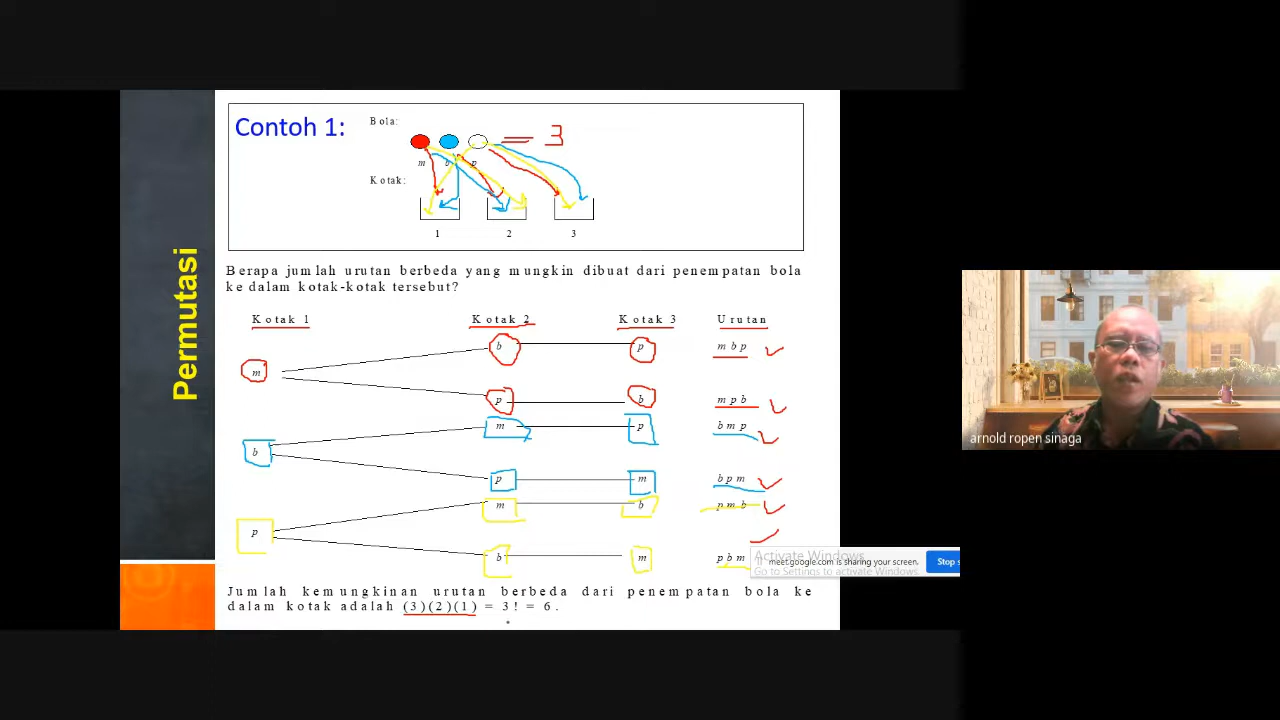 Permutasi
Contoh 1:
Bola:
= 3
m b p
Kotak:
1 2 3
Berapa jumlah urutan berbeda yang mungkin dibuat dari penempatan bola
ke dalam kotak-kotak tersebut?
Kotak 1 Kotak 2 Kotak 3 Urutan
b p m b p
m
p b m p b
m p b m p
b
p m b p m
m b p m b
p
b m p b m
Activate Windows
Go to Settings to activate Windows.
meet.google.com is sharing your screen.
Stop s
Jumlah kemungkinan urutan berbeda dari penempatan bola ke
dalam kotak adalah (3)(2)(1) = 3! = 6.
arnold ropen sinaga